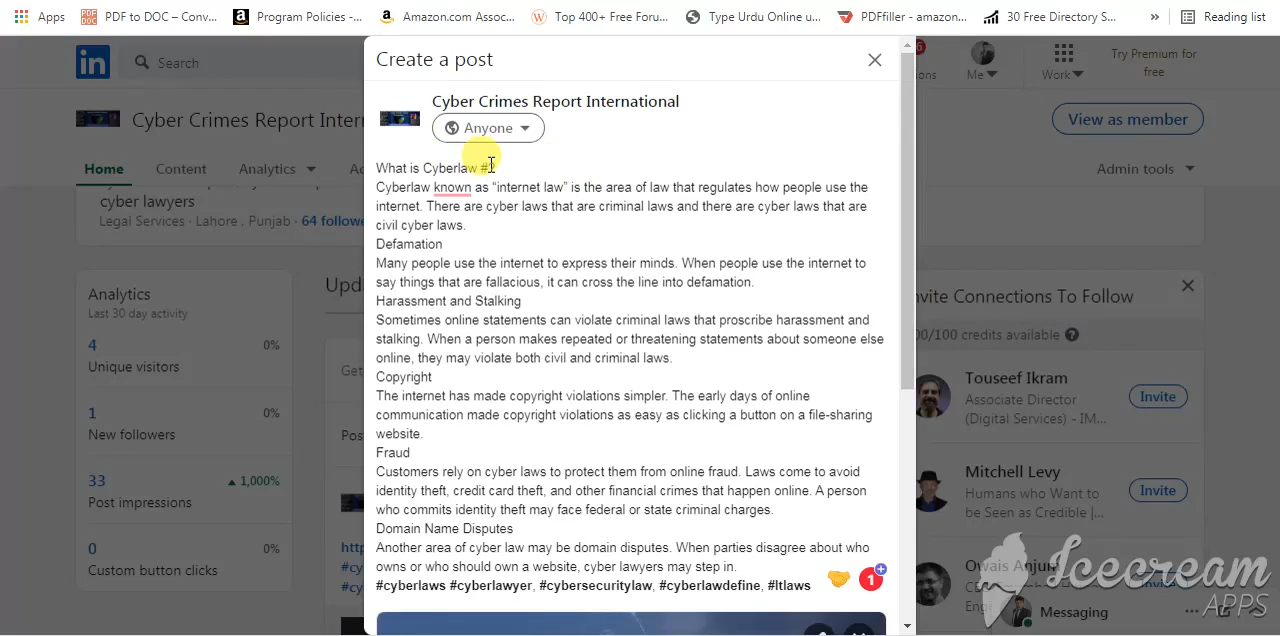 Apps
PDF to DOC – Conv...
Program Policies -...
Amazon.com Assoc...
Top 400+ Free Foru...
Type Urdu Online u...
PDFfiller - amazon...
30 Free Directory S...
»
Reading list
in
Search
Create a post
ons
Me
Work
Try Premium for
free
Cyber Crimes Report Inter
View as member
Home
Content
Analytics
Admin tools
cyber lawyers
Legal Services · Lahore , Punjab · 64 followe
Cyber Crimes Report International
Anyone
What is Cyberlaw #
Cyberlaw known as “internet law” is the area of law that regulates how people use the
internet. There are cyber laws that are criminal laws and there are cyber laws that are
civil cyber laws.
Defamation
Many people use the internet to express their minds. When people use the internet to
say things that are fallacious, it can cross the line into defamation.
Harassment and Stalking
Sometimes online statements can violate criminal laws that proscribe harassment and
stalking. When a person makes repeated or threatening statements about someone else
online, they may violate both civil and criminal laws.
Copyright
The internet has made copyright violations simpler. The early days of online
communication made copyright violations as easy as clicking a button on a file-sharing
website.
Fraud
Customers rely on cyber laws to protect them from online fraud. Laws come to avoid
identity theft, credit card theft, and other financial crimes that happen online. A person
who commits identity theft may face federal or state criminal charges.
Domain Name Disputes
Another area of cyber law may be domain disputes. When parties disagree about who
owns or who should own a website, cyber lawyers may step in.
#cyberlaws #cyberlawyer, #cybersecuritylaw, #cyberlawdefine, #ltlaws
1
Analytics
Last 30 day activity
4
0%
Unique visitors
1
0%
New followers
33
1,000%
Post impressions
0
0%
Custom button clicks
Upd
Get
Pos
http
#cy
#cy
nvite Connections To Follow
00/100 credits available
Touseef Ikram
Associate Director
(Digital Services) - IM...
Invite
Mitchell Levy
Humans who Want to
be Seen as Credible |...
Invite
Owais Anjum
Engi
Messaging
Icecream
APPS